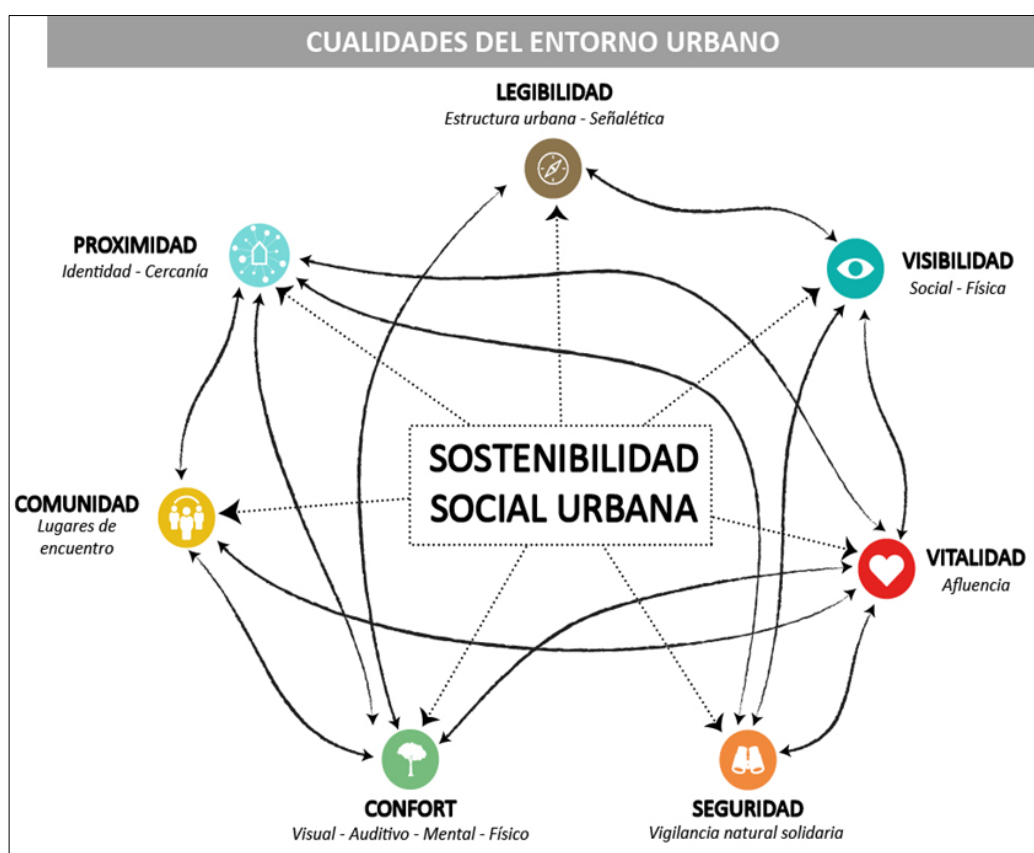 CUALIDADES DEL ENTORNO URBANO
LEGIBILIDAD
Estructura urbana - Señalética
PROXIMIDAD
Identidad - Cercanía
VISIBILIDAD
Social - Física
SOSTENIBILIDAD
SOCIAL URBANA
COMUNIDAD
Lugares de
encuentro
VITALIDAD
Afluencia
CONFORT
Visual - Auditivo - Mental - Físico
SEGURIDAD
Vigilancia natural solidaria